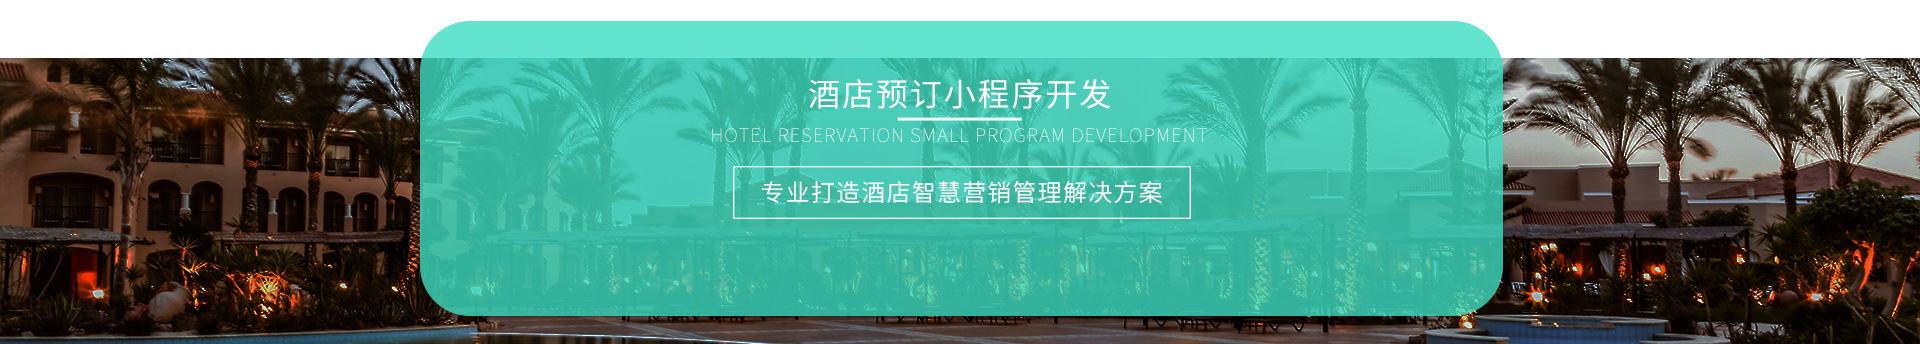 酒店预订小程序开发
HOTEL RESERVATION SMALL PROGRAM DEVELOPMENT
专业打造酒店智慧营销管理解决方案